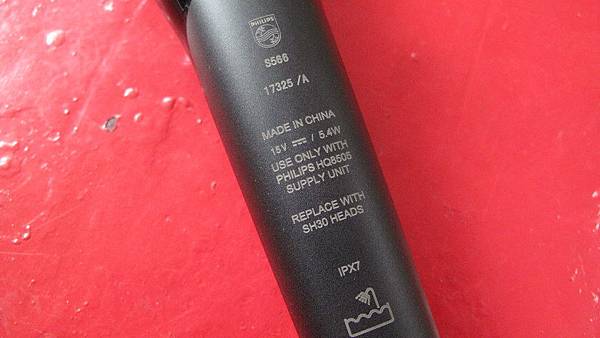 PHILIPS
S566
17325 /A
MADE IN CHINA
15V ⎓ / 5.4W
USE ONLY WITH
PHILIPS HQ8505
SUPPLY UNIT
REPLACE WITH
SH30 HEADS
IPX7